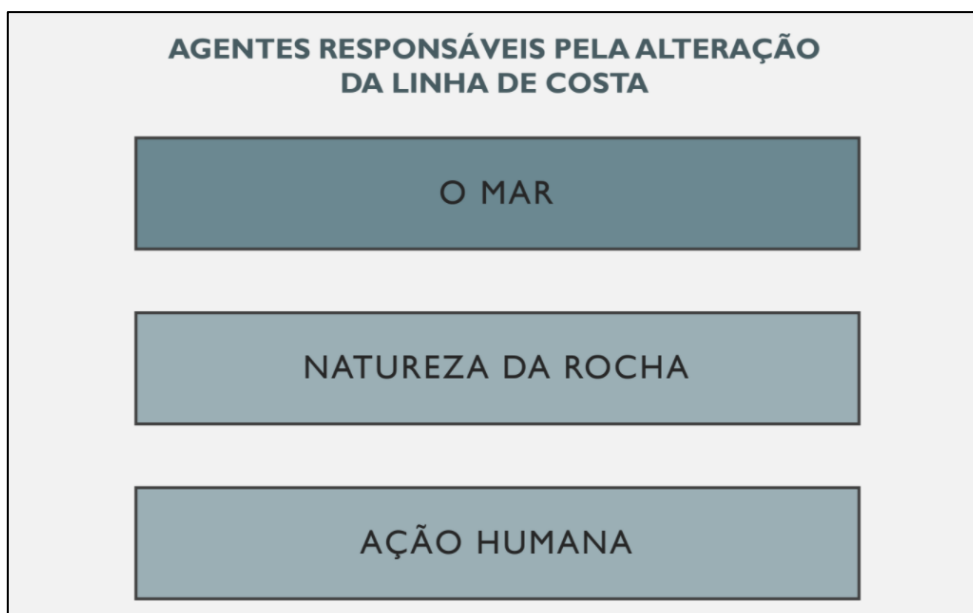 AGENTES RESPONSÁVEIS PELA ALTERAÇÃO
DA LINHA DE COSTA
O MAR
NATUREZA DA ROCHA
AÇÃO HUMANA